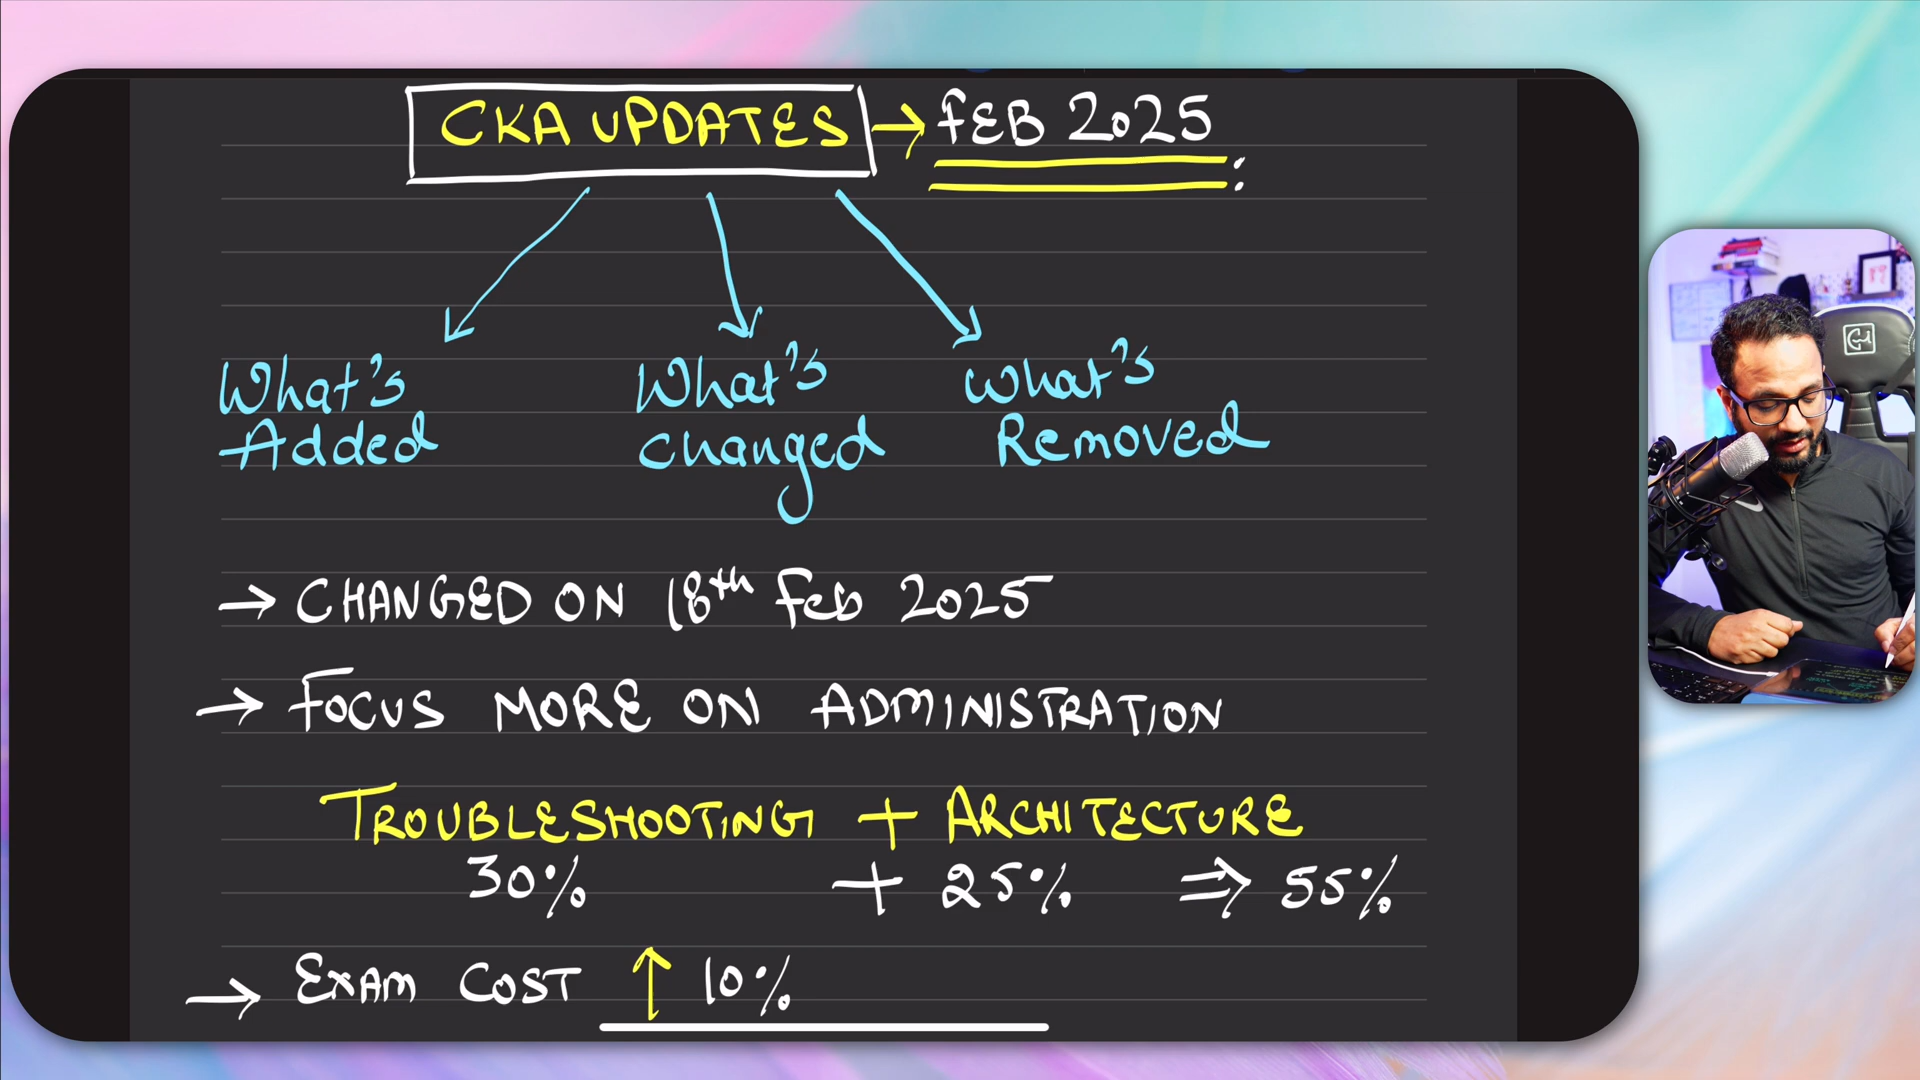 CKA UPDATES → FEB 2025 :
What's Added
What's changed
What's Removed
→ CHANGED ON 18th Feb 2025
→ FOCUS MORE ON ADMINISTRATION
TROUBLESHOOTING + ARCHITECTURE
30% + 25% ⇒ 55%
→ EXAM COST ↑ 10%